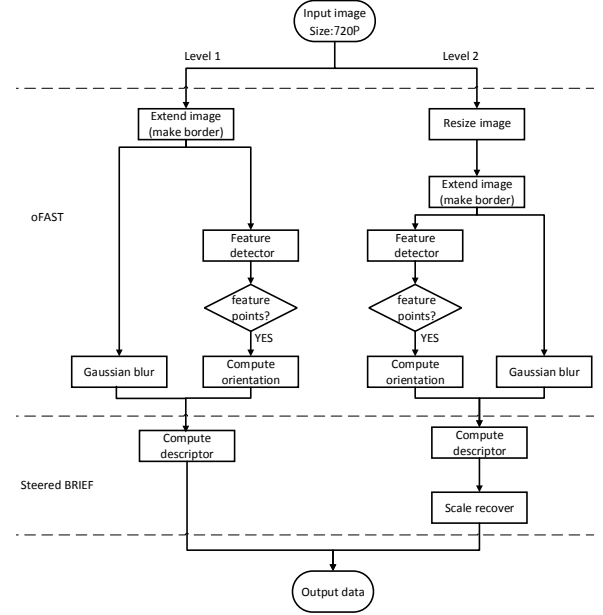 Input image
Size:720P
Level 1
Level 2
Extend image
(make border)
Resize image
Extend image
(make border)
oFAST
Feature
detector
Feature
detector
feature
points?
feature
points?
YES
YES
Gaussian blur
Compute
orientation
Compute
orientation
Gaussian blur
Compute
descriptor
Compute
descriptor
Steered BRIEF
Scale recover
Output data